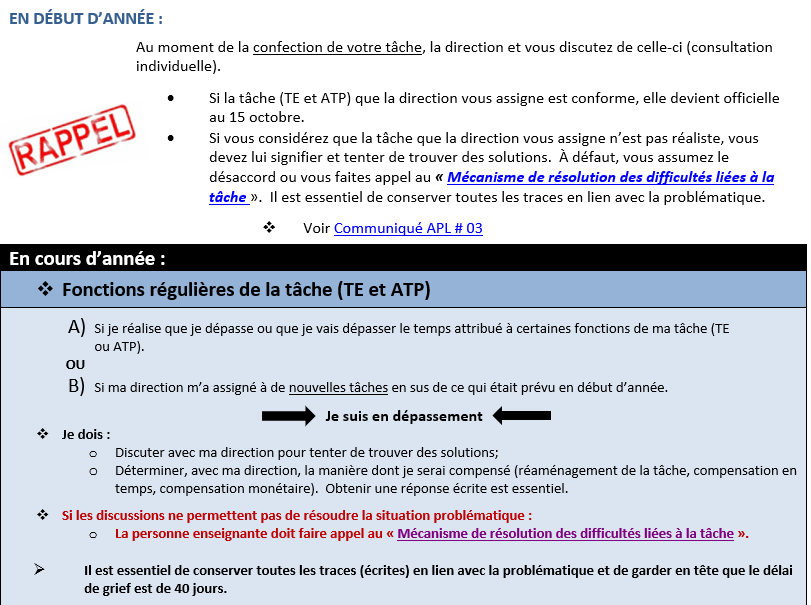 EN DÉBUT D’ANNÉE :
Au moment de la confection de votre tâche, la direction et vous discutez de celle-ci (consultation
individuelle).
RAPPEL
• Si la tâche (TE et ATP) que la direction vous assigne est conforme, elle devient officielle
au 15 octobre.
• Si vous considérez que la tâche que la direction vous assigne n’est pas réaliste, vous
devez lui signifier et tenter de trouver des solutions. À défaut, vous assumez le
désaccord ou vous faites appel au « Mécanisme de résolution des difficultés liées à la
tâche ». Il est essentiel de conserver toutes les traces en lien avec la problématique.
❖ Voir Communiqué APL # 03
En cours d’année :
❖ Fonctions régulières de la tâche (TE et ATP)
A) Si je réalise que je dépasse ou que je vais dépasser le temps attribué à certaines fonctions de ma tâche (TE
ou ATP).
OU
B) Si ma direction m’a assigné à de nouvelles tâches en sus de ce qui était prévu en début d’année.
Je suis en dépassement
❖ Je dois :
o Discuter avec ma direction pour tenter de trouver des solutions;
o Déterminer, avec ma direction, la manière dont je serai compensé (réaménagement de la tâche, compensation en
temps, compensation monétaire). Obtenir une réponse écrite est essentiel.
❖ Si les discussions ne permettent pas de résoudre la situation problématique :
o La personne enseignante doit faire appel au « Mécanisme de résolution des difficultés liées à la tâche ».
➢ Il est essentiel de conserver toutes les traces (écrites) en lien avec la problématique et de garder en tête que le délai
de grief est de 40 jours.